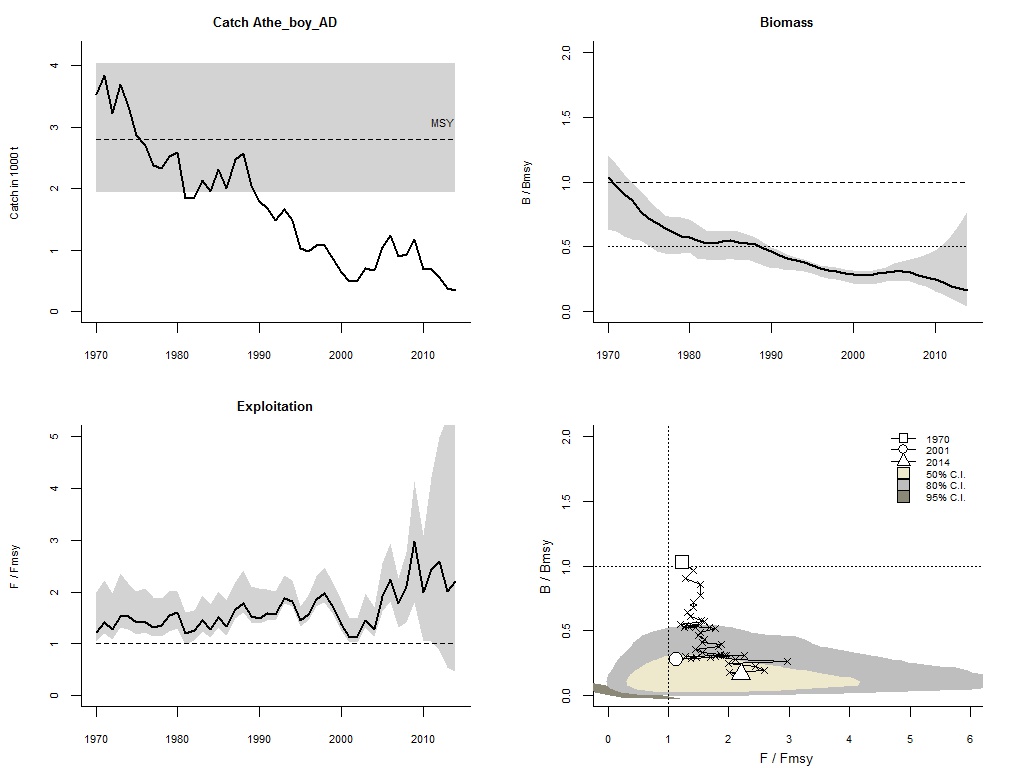 Catch Athe_boy_AD
Catch in 1000 t
4
3
2
1
0
MSY
1970 1980 1990 2000 2010
Biomass
B / Bmsy
2.0
1.5
1.0
0.5
0.0
1970 1980 1990 2000 2010
Exploitation
F / Fmsy
5
4
3
2
1
0
1970 1980 1990 2000 2010
B / Bmsy
2.0
1.5
1.0
0.5
0.0
1970
2001
2014
50% C.I.
80% C.I.
95% C.I.
0 1 2 3 4 5 6
F / Fmsy